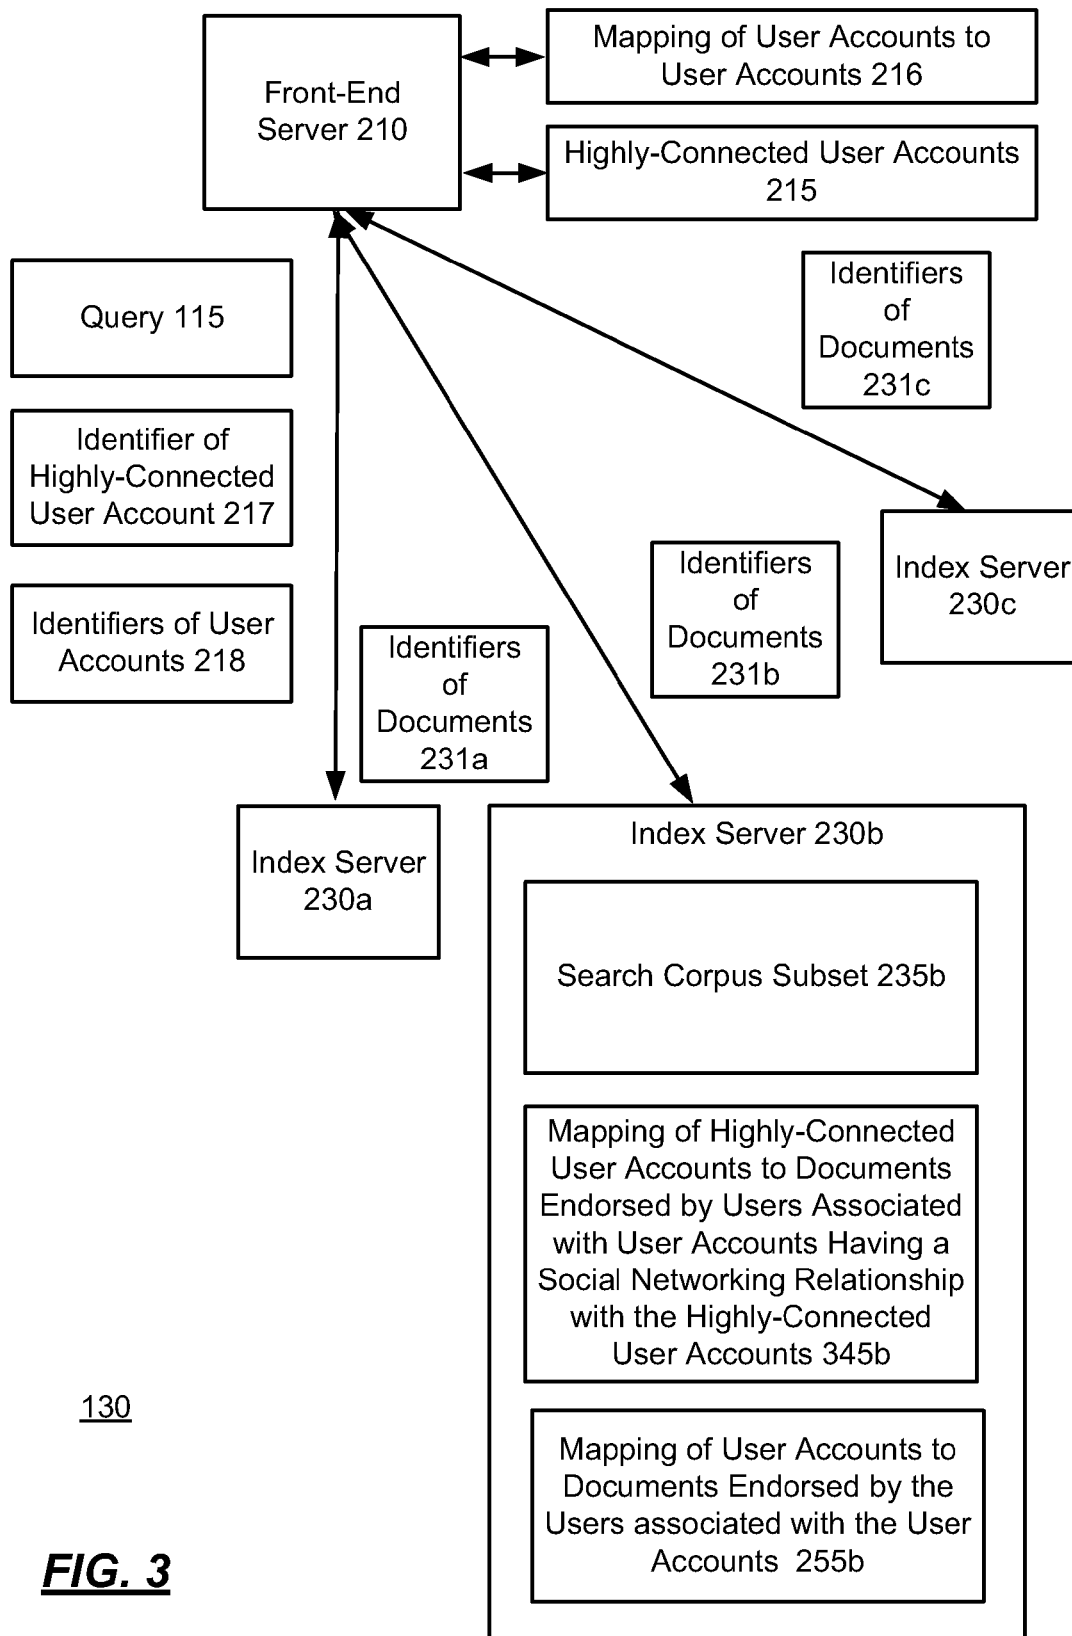 Front-End
Server 210
Mapping of User Accounts to
User Accounts 216
Highly-Connected User Accounts
215
Query 115
Identifier of
Highly-Connected
User Account 217
Identifiers of User
Accounts 218
Identifiers
of
Documents
231c
Identifiers
of
Documents
231b
Index Server
230c
Identifiers
of
Documents
231a
Index Server
230a
Index Server 230b
Search Corpus Subset 235b
Mapping of Highly-Connected
User Accounts to Documents
Endorsed by Users Associated
with User Accounts Having a
Social Networking Relationship
with the Highly-Connected
User Accounts 345b
Mapping of User Accounts to
Documents Endorsed by the
Users associated with the User
Accounts 255b
130
FIG. 3